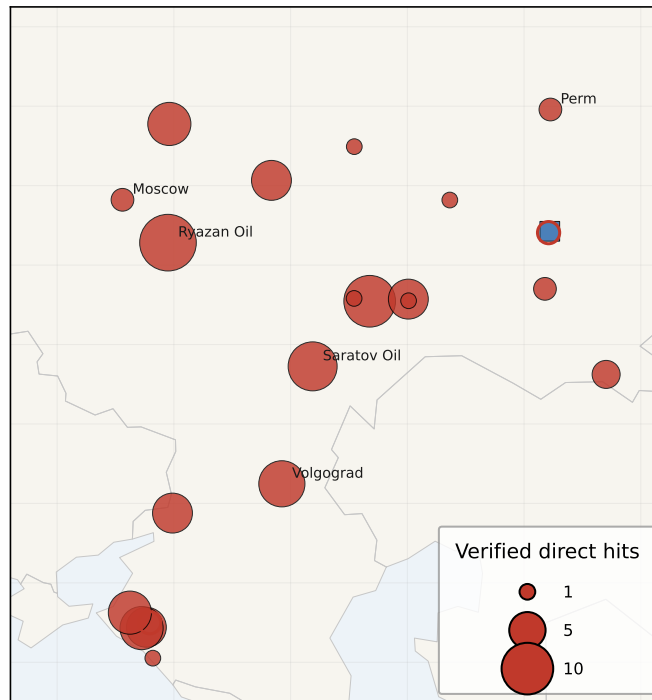 Perm
Moscow
Ryazan Oil
Saratov Oil
Volgograd
Verified direct hits
1
5
10